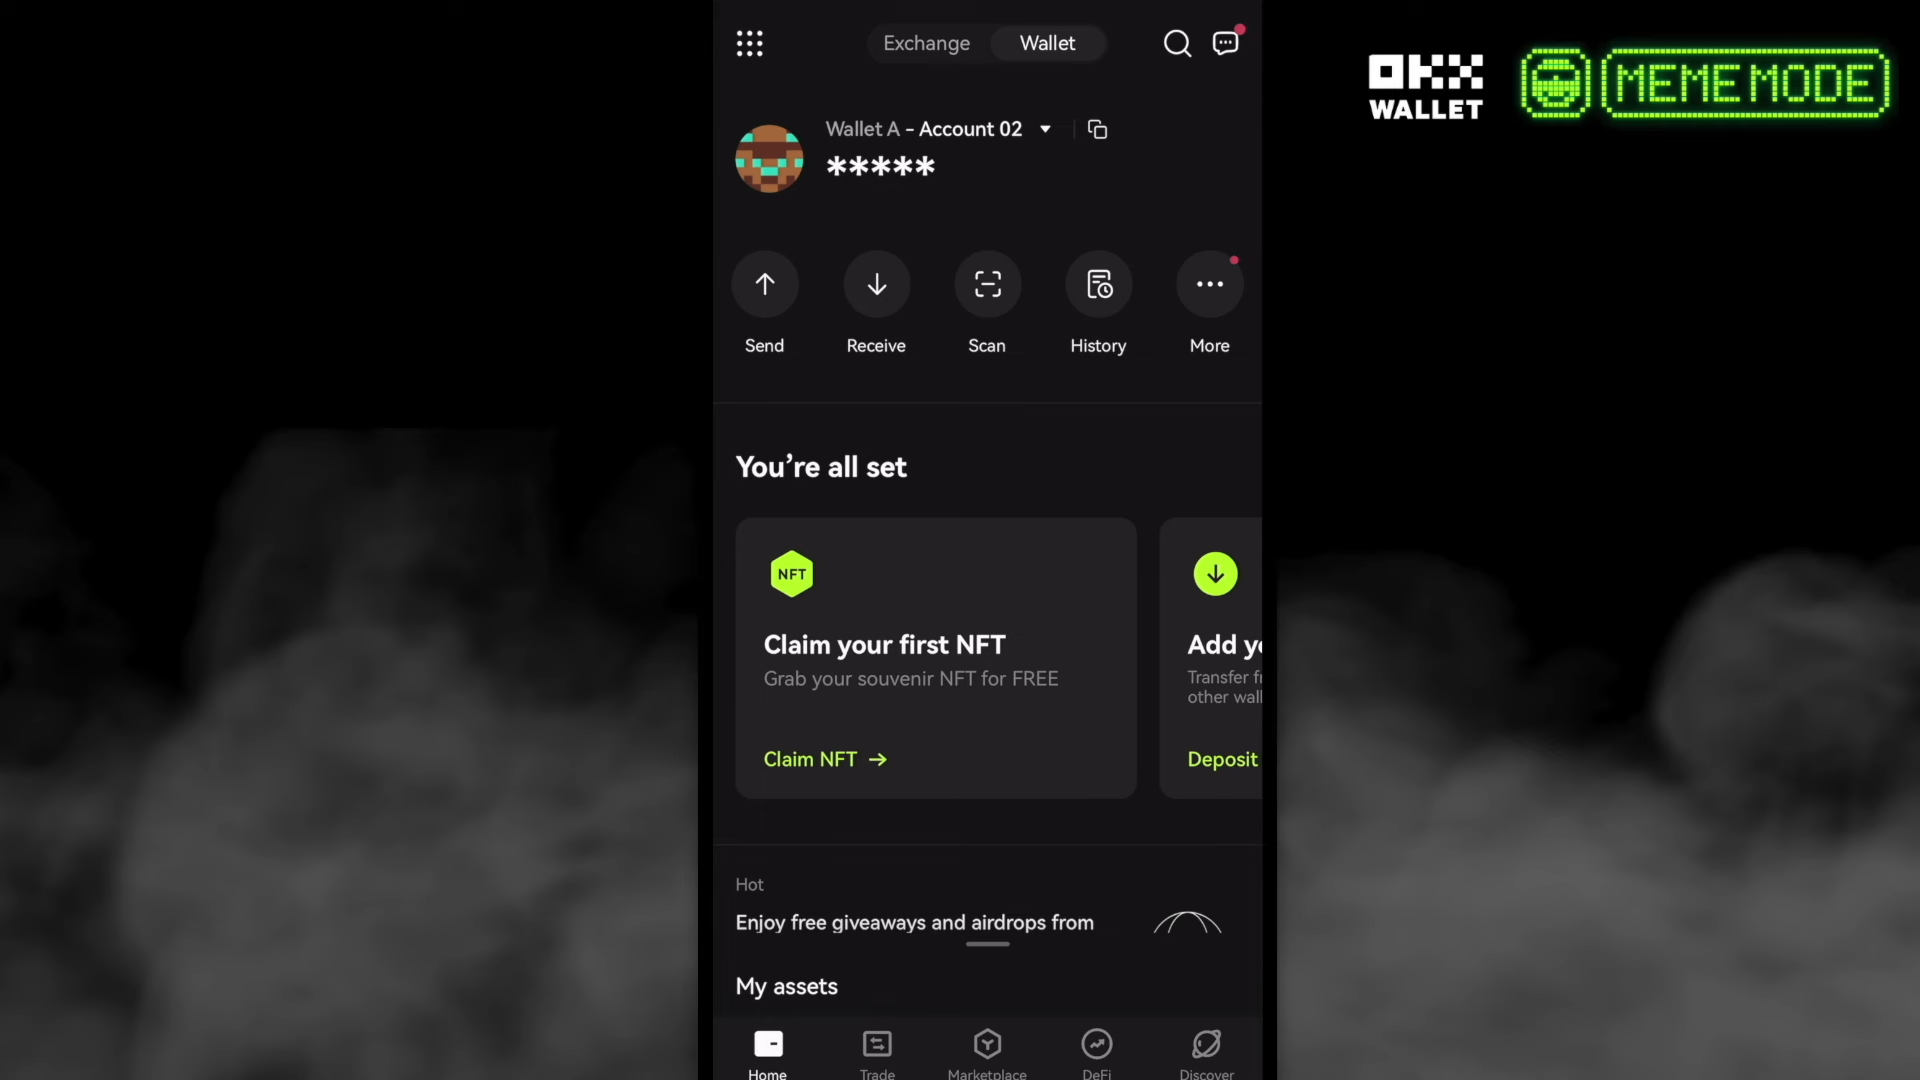 Exchange
Wallet
OKX
WALLET
MEME MODE
Wallet A - Account 02
*****
Send
Receive
Scan
History
More
You’re all set
NFT
Claim your first NFT
Grab your souvenir NFT for FREE
Claim NFT →
Add yo
Transfer fr
other wall
Deposit
Hot
Enjoy free giveaways and airdrops from
My assets
Home
Trade
Marketplace
DeFi
Discover